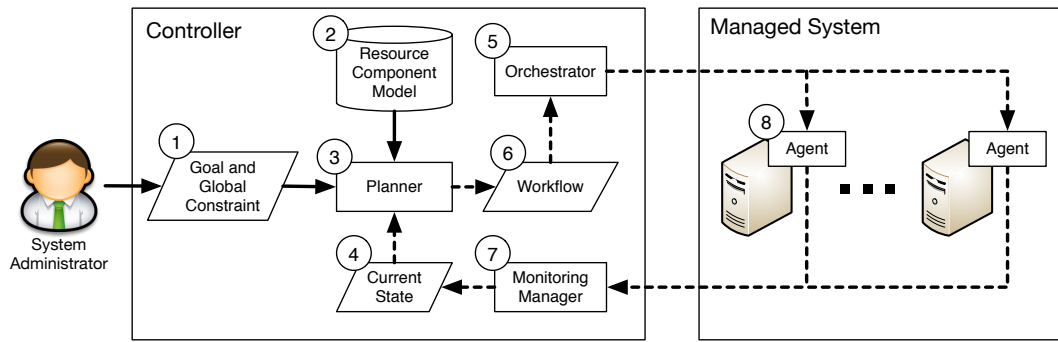 Controller
Managed System
2
Resource
Component
Model
5
Orchestrator
1
Goal and
Global
Constraint
3
Planner
6
Workflow
8
Agent
Agent
System
Administrator
4
Current
State
7
Monitoring
Manager